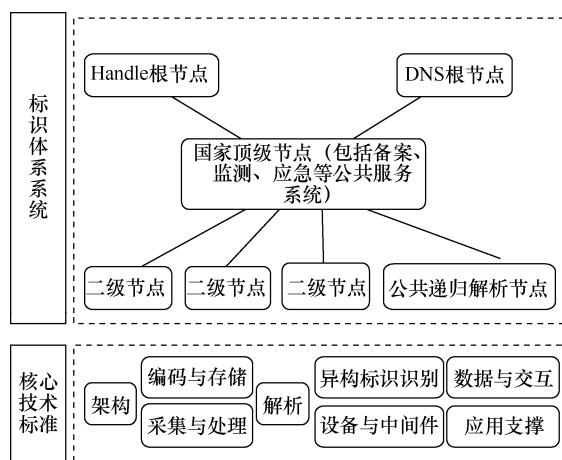 标识体系系统
Handle根节点
DNS根节点
国家顶级节点（包括备案、
监测、应急等公共服务
系统）
二级节点
二级节点
二级节点
公共递归解析节点
核心
技术
标准
架构
编码与存储
采集与处理
解析
异构标识识别
数据与交互
设备与中间件
应用支撑